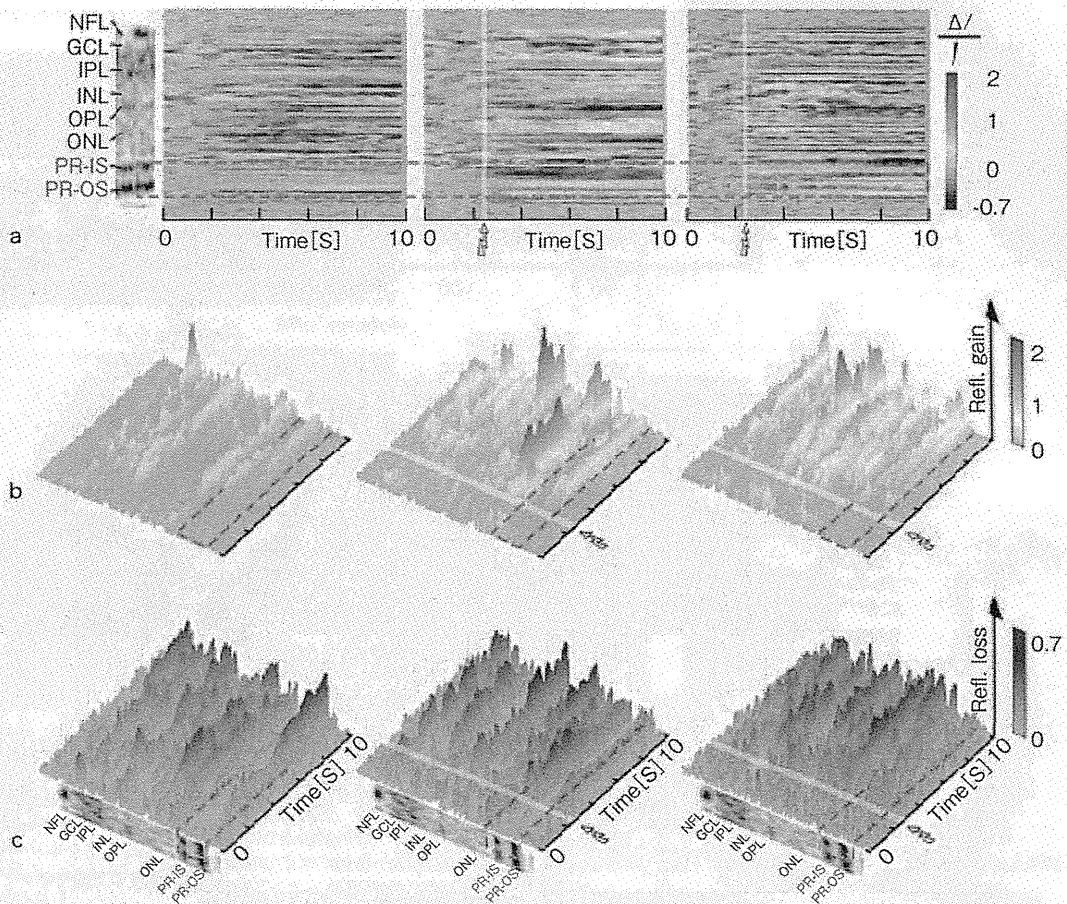 NFL
GCL
IPL
INL
OPL
ONL
PR-IS
PR-OS
Δ/
/
2
1
0
-0.7
a
0 Time[S] 10
0 Time[S] 10
0 Time[S] 10
b
Refl. gain
2
1
0
c
Refl. loss
0.7
0
NFL
GCL
IPL
INL
OPL
ONL
PR-IS
PR-OS
0 Time[S] 10
NFL
GCL
IPL
INL
OPL
ONL
PR-IS
PR-OS
0 Time[S] 10
NFL
GCL
IPL
INL
OPL
ONL
PR-IS
PR-OS
0 Time[S] 10